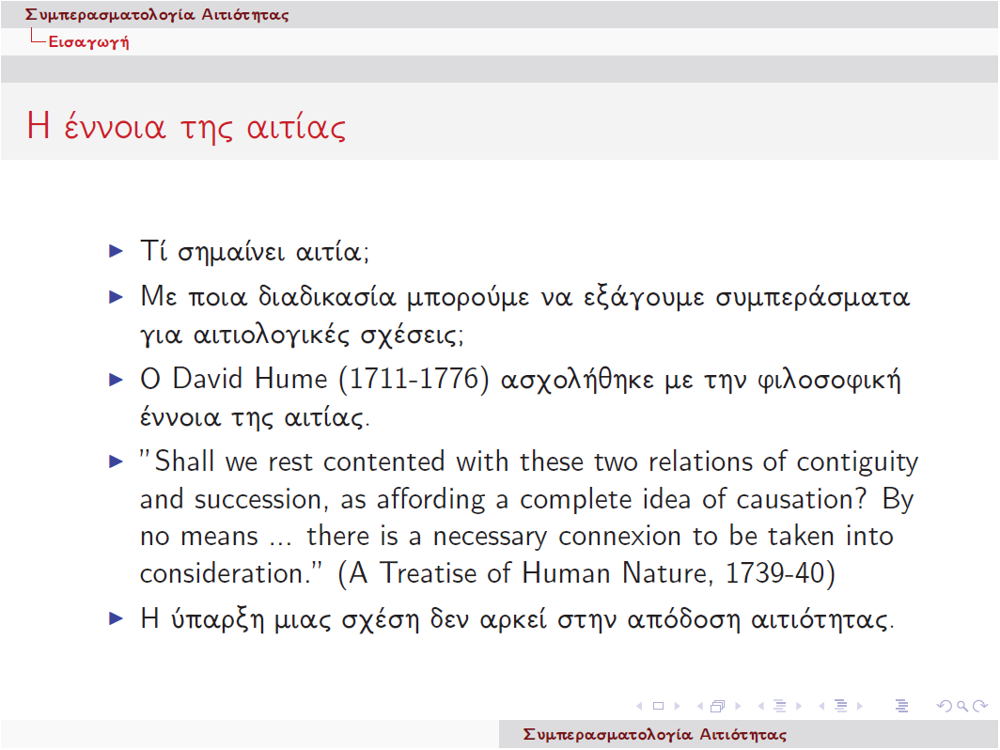 Συμπερασματολογία Αιτιότητας
Εισαγωγή
Η έννοια της αιτίας
Τί σημαίνει αιτία;
Με ποια διαδικασία μπορούμε να εξάγουμε συμπεράσματα
για αιτιολογικές σχέσεις;
Ο David Hume (1711-1776) ασχολήθηκε με την φιλοσοφική
έννοια της αιτίας.
”Shall we rest contented with these two relations of contiguity
and succession, as affording a complete idea of causation? By
no means ... there is a necessary connexion to be taken into
consideration.” (A Treatise of Human Nature, 1739-40)
Η ύπαρξη μιας σχέση δεν αρκεί στην απόδοση αιτιότητας.
Συμπερασματολογία Αιτιότητας